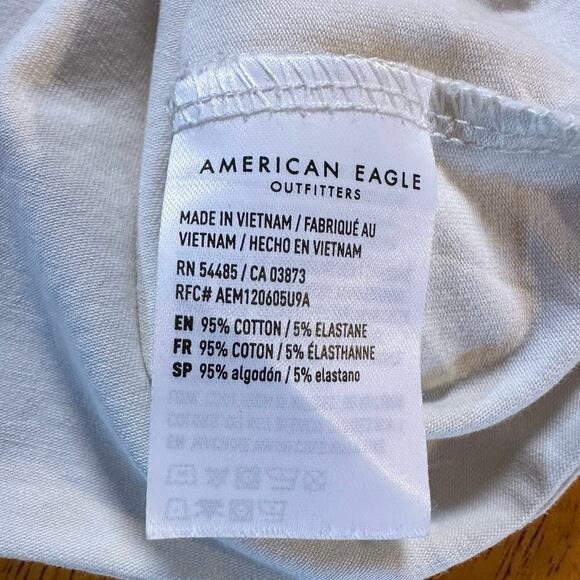 AMERICAN EAGLE
OUTFITTERS
MADE IN VIETNAM / FABRIQUÉ AU
VIETNAM / HECHO EN VIETNAM
RN 54485 / CA 03873
RFC# AEM120605U9A
EN 95% COTTON / 5% ELASTANE
FR 95% COTON / 5% ÉLASTHANNE
SP 95% algodón / 5% elastano